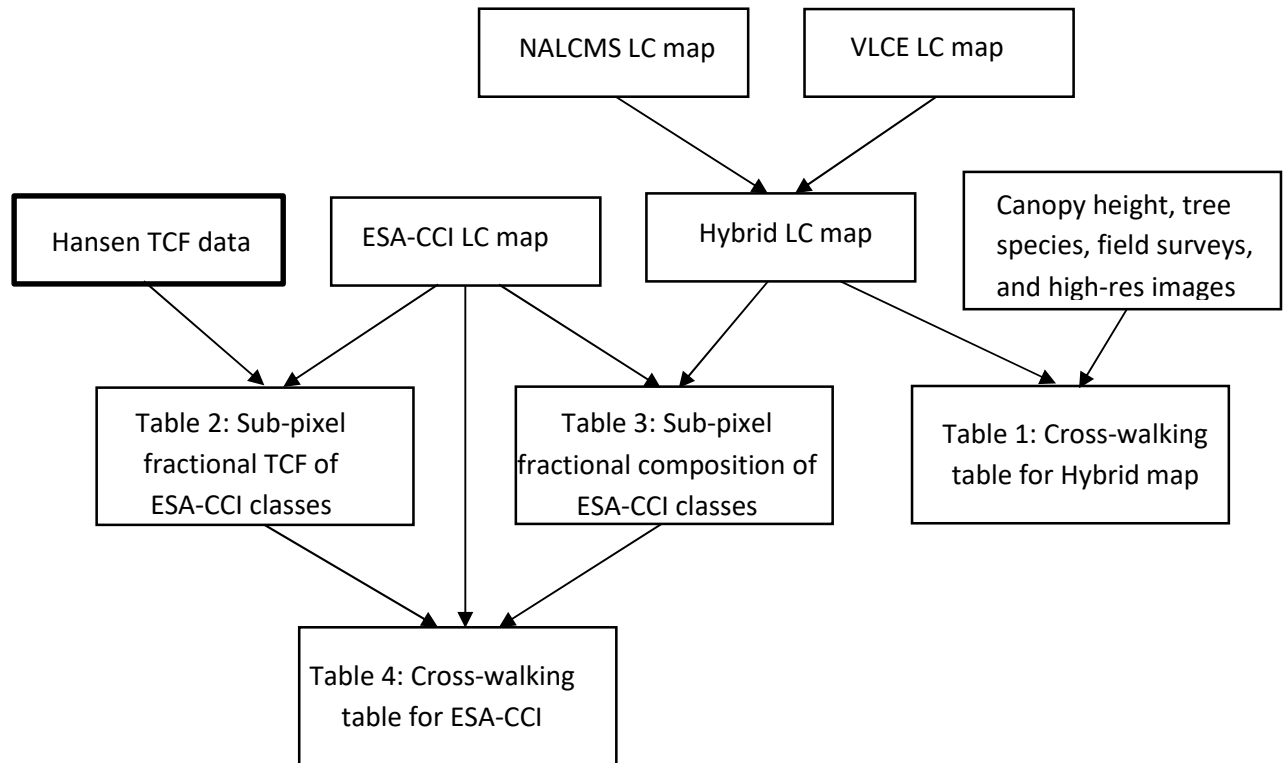 NALCMS LC map
VLCE LC map
Hansen TCF data
ESA-CCI LC map
Hybrid LC map
Canopy height, tree
species, field surveys,
and high-res images
Table 2: Sub-pixel
fractional TCF of
ESA-CCI classes
Table 3: Sub-pixel
fractional composition of
ESA-CCI classes
Table 1: Cross-walking
table for Hybrid map
Table 4: Cross-walking
table for ESA-CCI